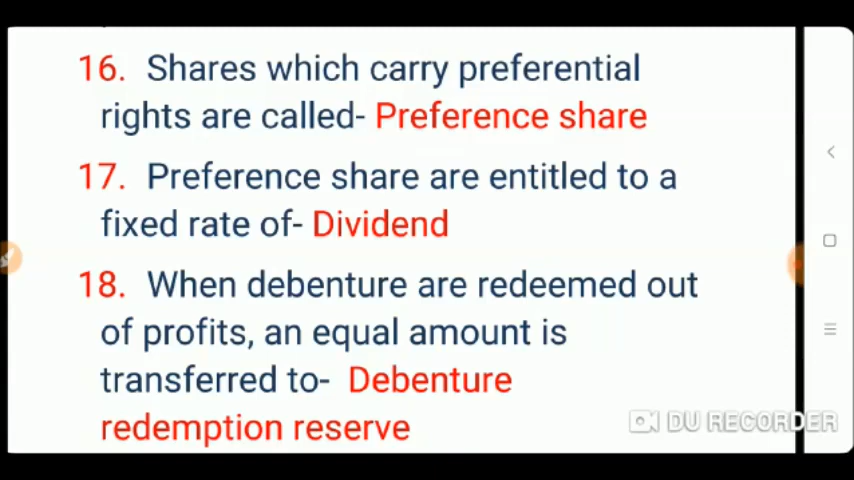 16. Shares which carry preferential
rights are called- Preference share
17. Preference share are entitled to a
fixed rate of- Dividend
18. When debenture are redeemed out
of profits, an equal amount is
transferred to- Debenture
redemption reserve
DU RECORDER